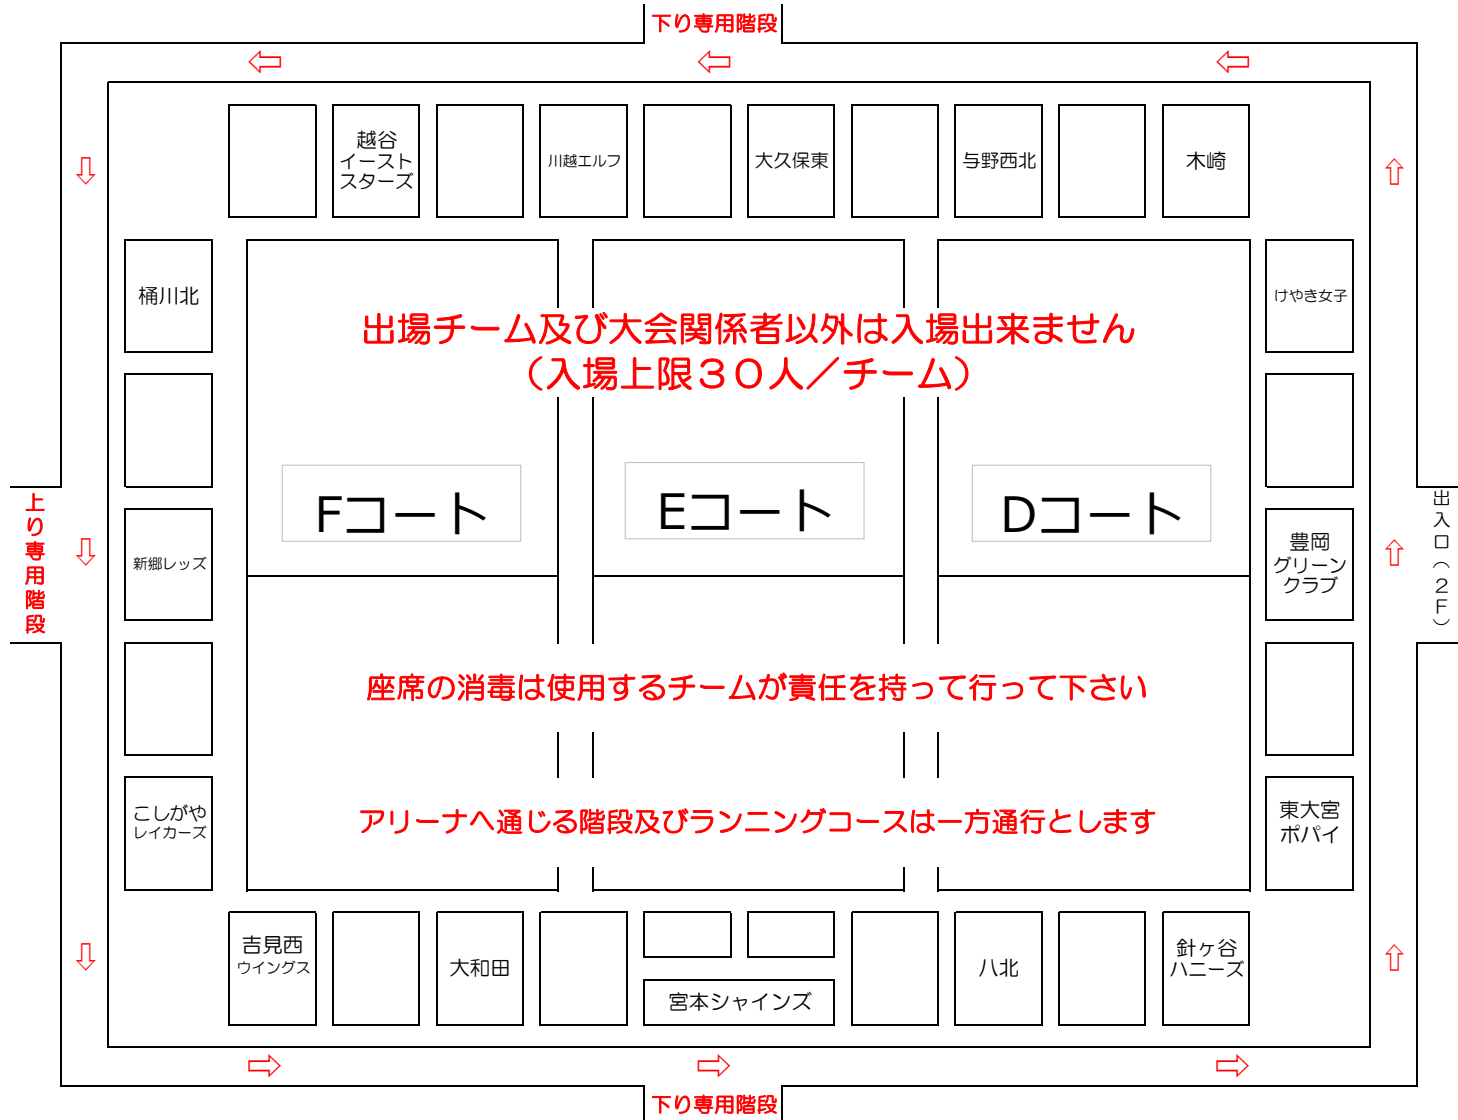 下り専用階段
越谷
イースト
スターズ
川越エルフ
大久保東
与野西北
木崎
桶川北
けやき女子
出場チーム及び大会関係者以外は入場出来ません
（入場上限３０人／チーム）
Fコート
Eコート
Dコート
上り専用階段
出入口（２Ｆ）
新郷レッズ
豊岡
グリーン
クラブ
座席の消毒は使用するチームが責任を持って行って下さい
こしがや
レイカーズ
アリーナへ通じる階段及びランニングコースは一方通行とします
東大宮
ポパイ
吉見西
ウイングス
大和田
宮本シャインズ
八北
針ヶ谷
ハニーズ
下り専用階段